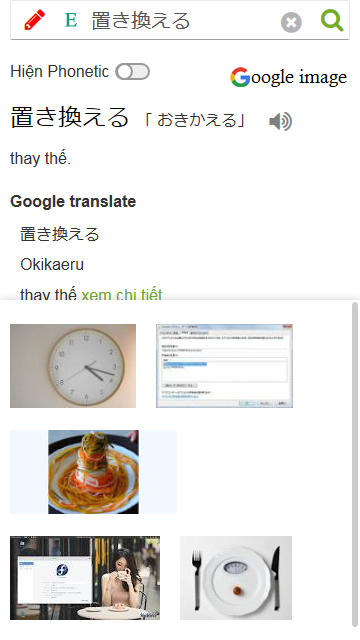 E 置き換える
Hiện Phonetic
Google image
置き換える 「 おきかえる」
thay thế.
Google translate
置き換える
Okikaeru
thay thế xem chi tiết